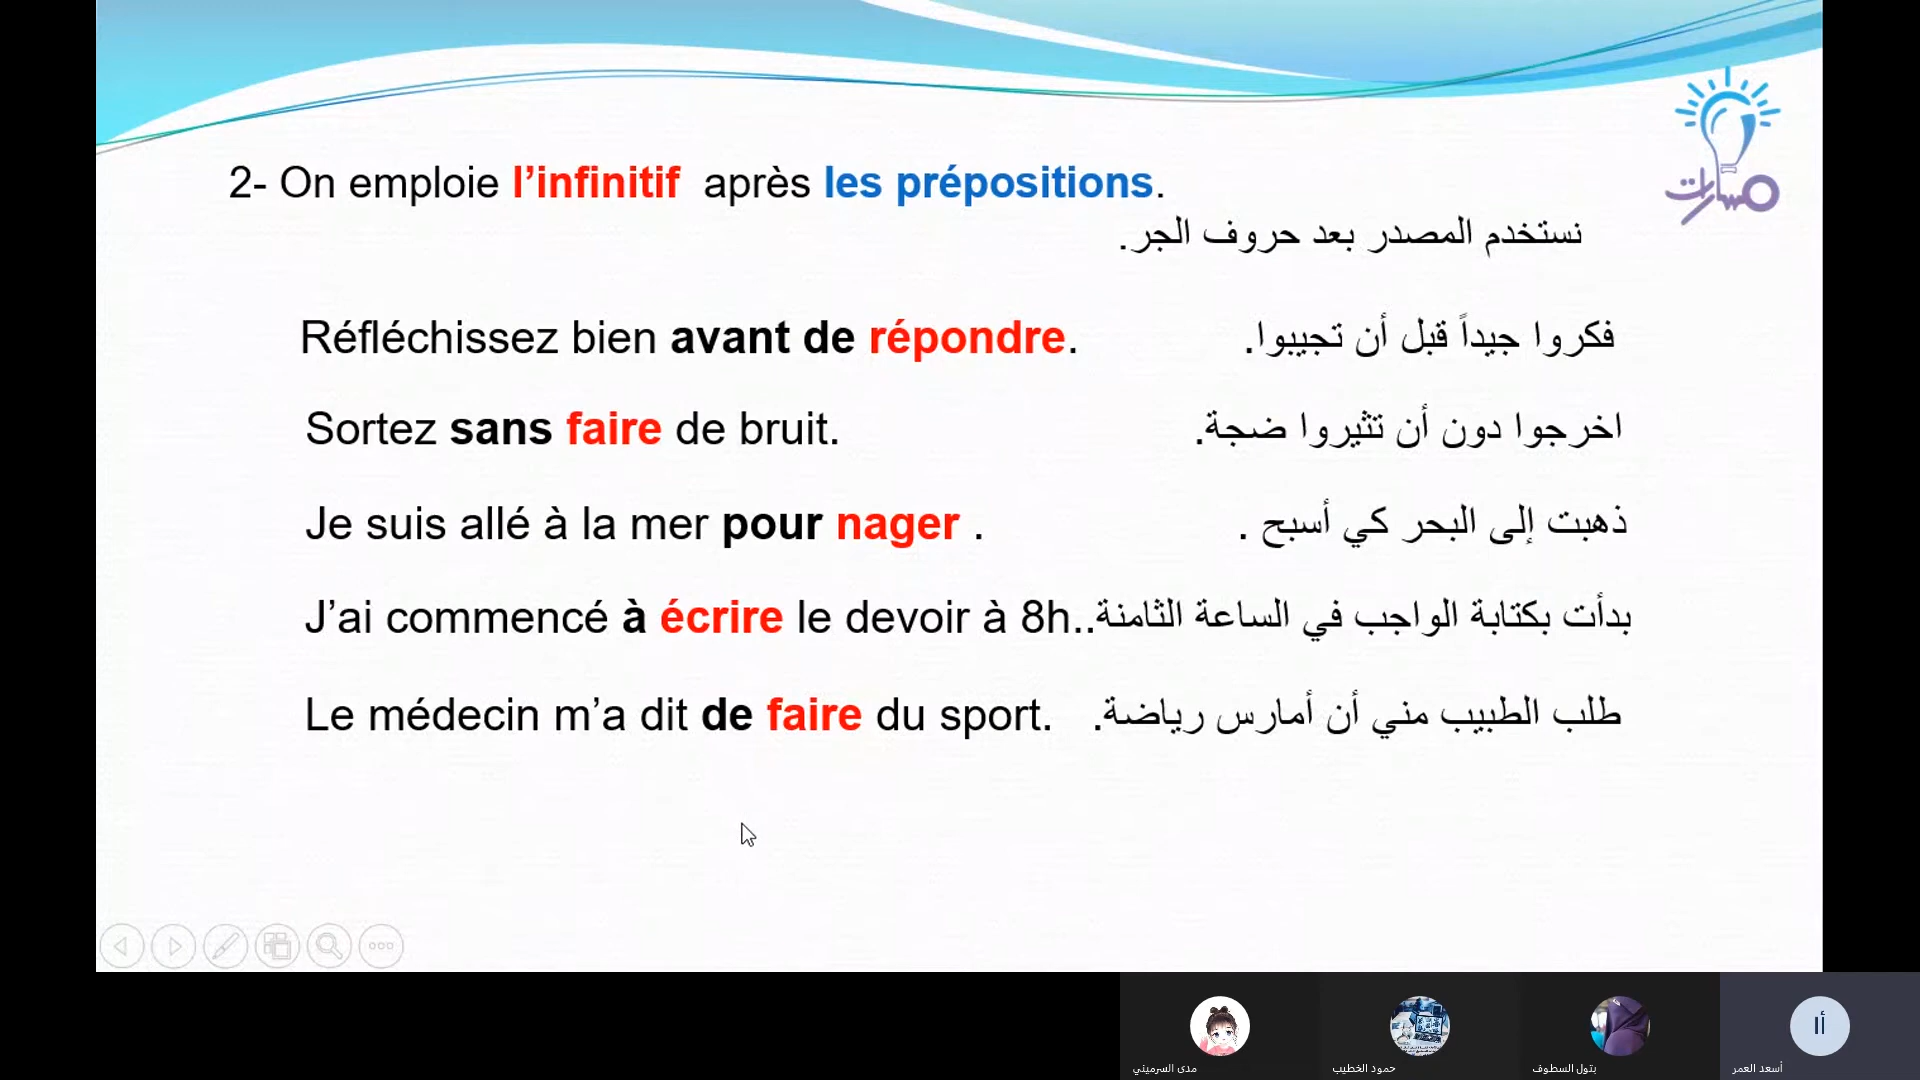 مسارات
2- On emploie l’infinitif après les prépositions.
نستخدم المصدر بعد حروف الجر.
Réfléchissez bien avant de répondre. فكروا جيداً قبل أن تجيبوا.
Sortez sans faire de bruit. اخرجوا دون أن تثيروا ضجة.
Je suis allé à la mer pour nager . ذهبت إلى البحر كي أسبح .
J’ai commencé à écrire le devoir à 8h. بدأت بكتابة الواجب في الساعة الثامنة.
Le médecin m’a dit de faire du sport. طلب الطبيب مني أن أمارس رياضة.
أا
مدى السرميني
حمود الخطيب
بتول السطوف
أسعد العمر